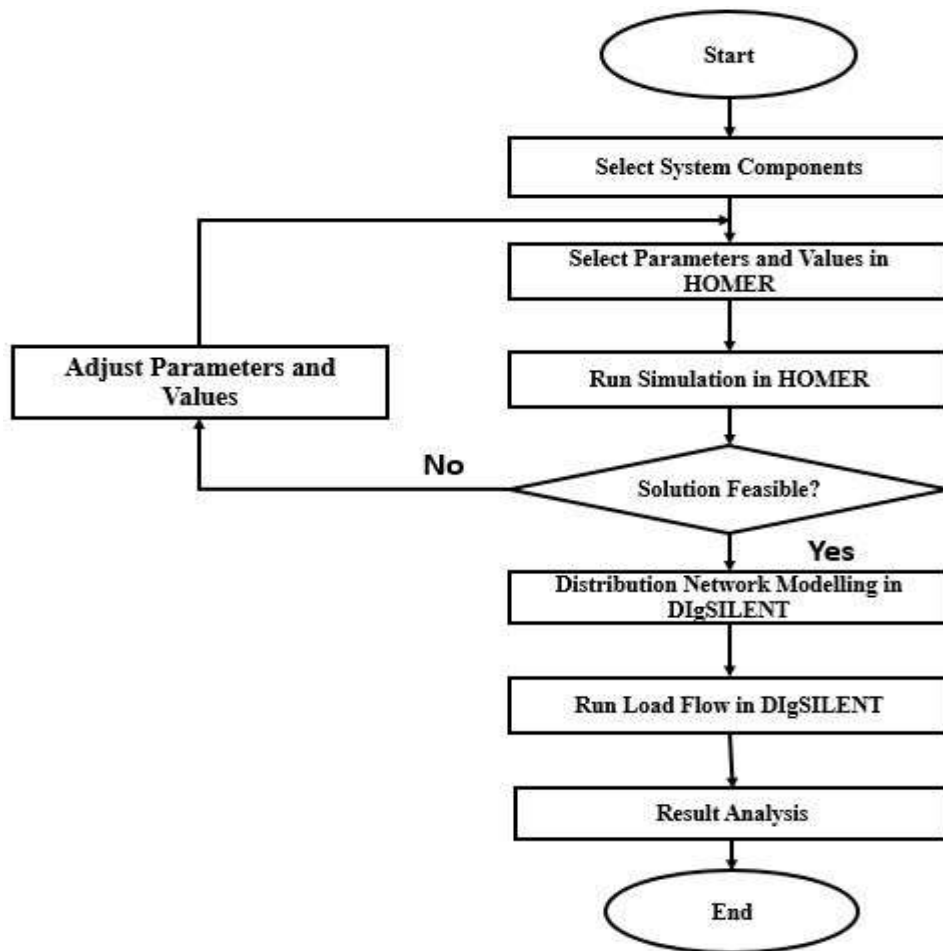 Start
Select System Components
Select Parameters and Values in
HOMER
Adjust Parameters and
Values
Run Simulation in HOMER
No
Solution Feasible?
Yes
Distribution Network Modelling in
DIgSILENT
Run Load Flow in DIgSILENT
Result Analysis
End